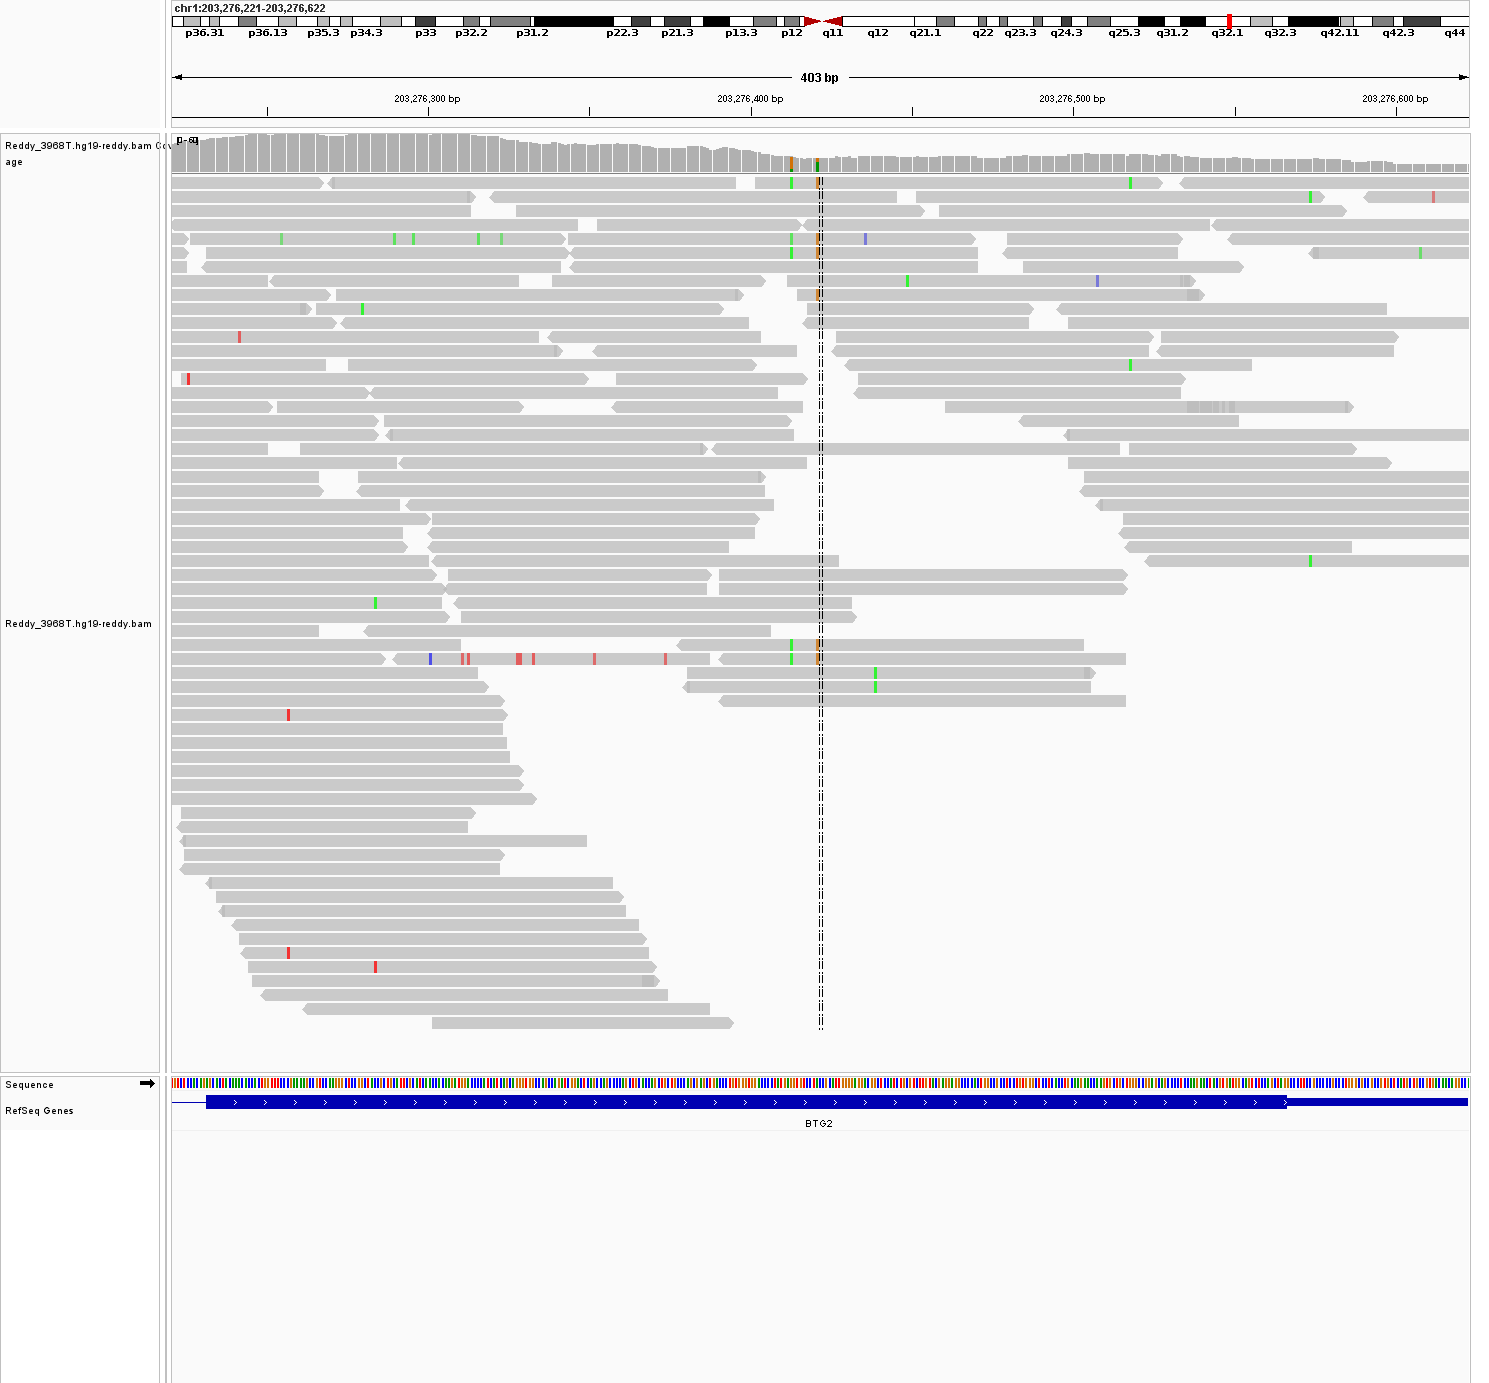 chr1:203,276,221-203,276,622
p36.31 p36.13 p35.3 p34.3 p33 p32.2 p31.2 p22.3 p21.3 p13.3 p12 q11 q12 q21.1 q22 q23.3 q24.3 q25.3 q31.2 q32.1 q32.3 q42.11 q42.3 q44
403 bp
203,276,300 bp 203,276,400 bp 203,276,500 bp 203,276,600 bp
Reddy_3968T.hg19-reddy.bam Cov
age
Reddy_3968T.hg19-reddy.bam
Sequence
RefSeq Genes
BTG2